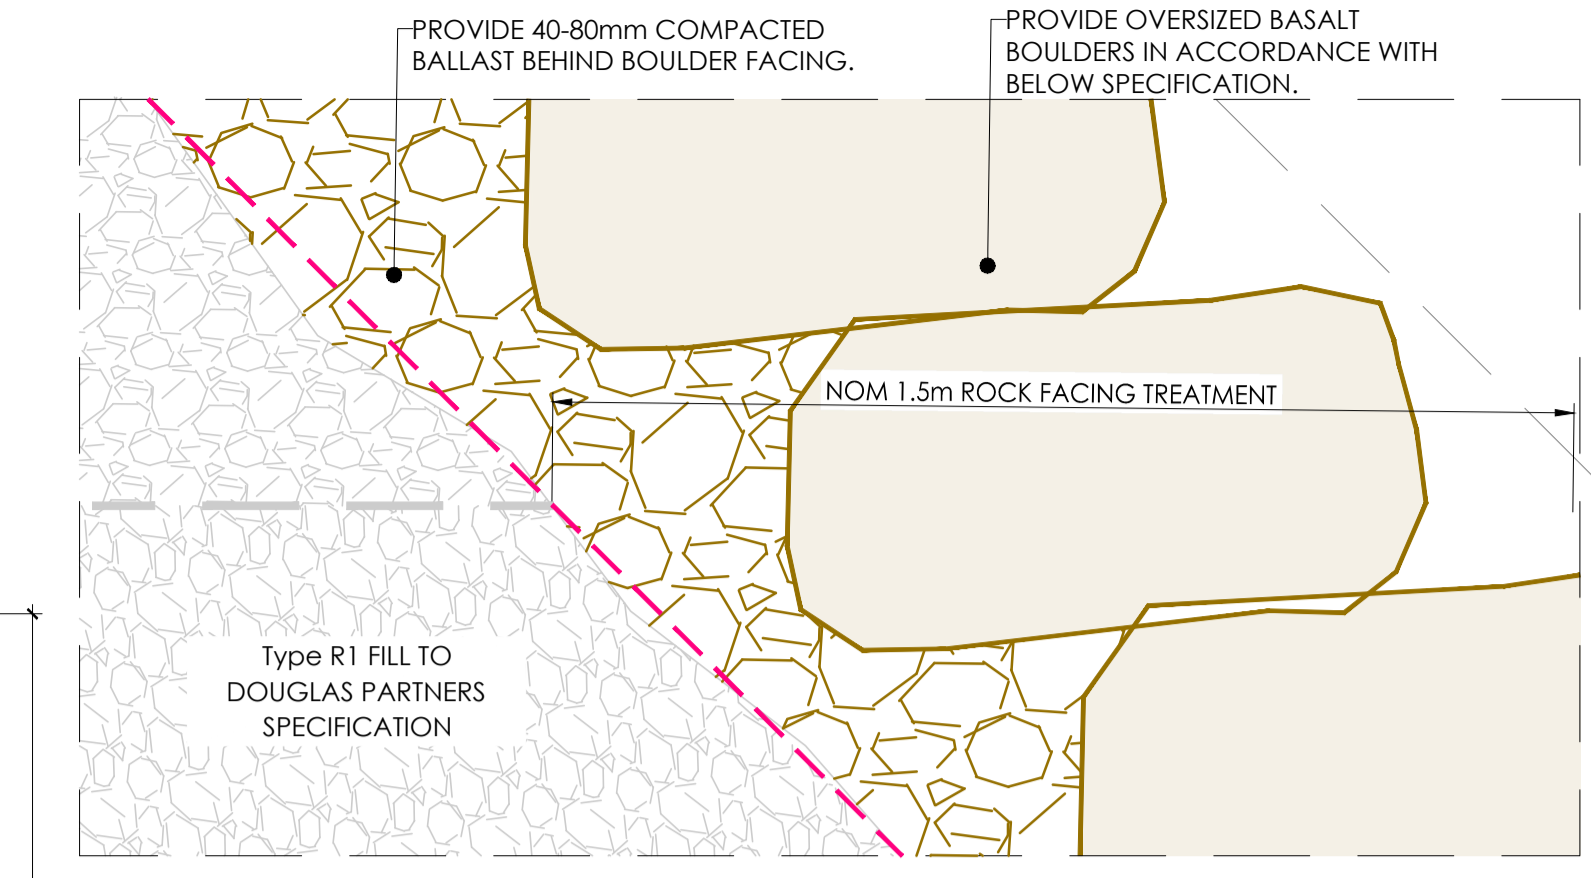 PROVIDE 40-80mm COMPACTED
BALLAST BEHIND BOULDER FACING.
PROVIDE OVERSIZED BASALT
BOULDERS IN ACCORDANCE WITH
BELOW SPECIFICATION.
NOM 1.5m ROCK FACING TREATMENT
Type R1 FILL TO
DOUGLAS PARTNERS
SPECIFICATION